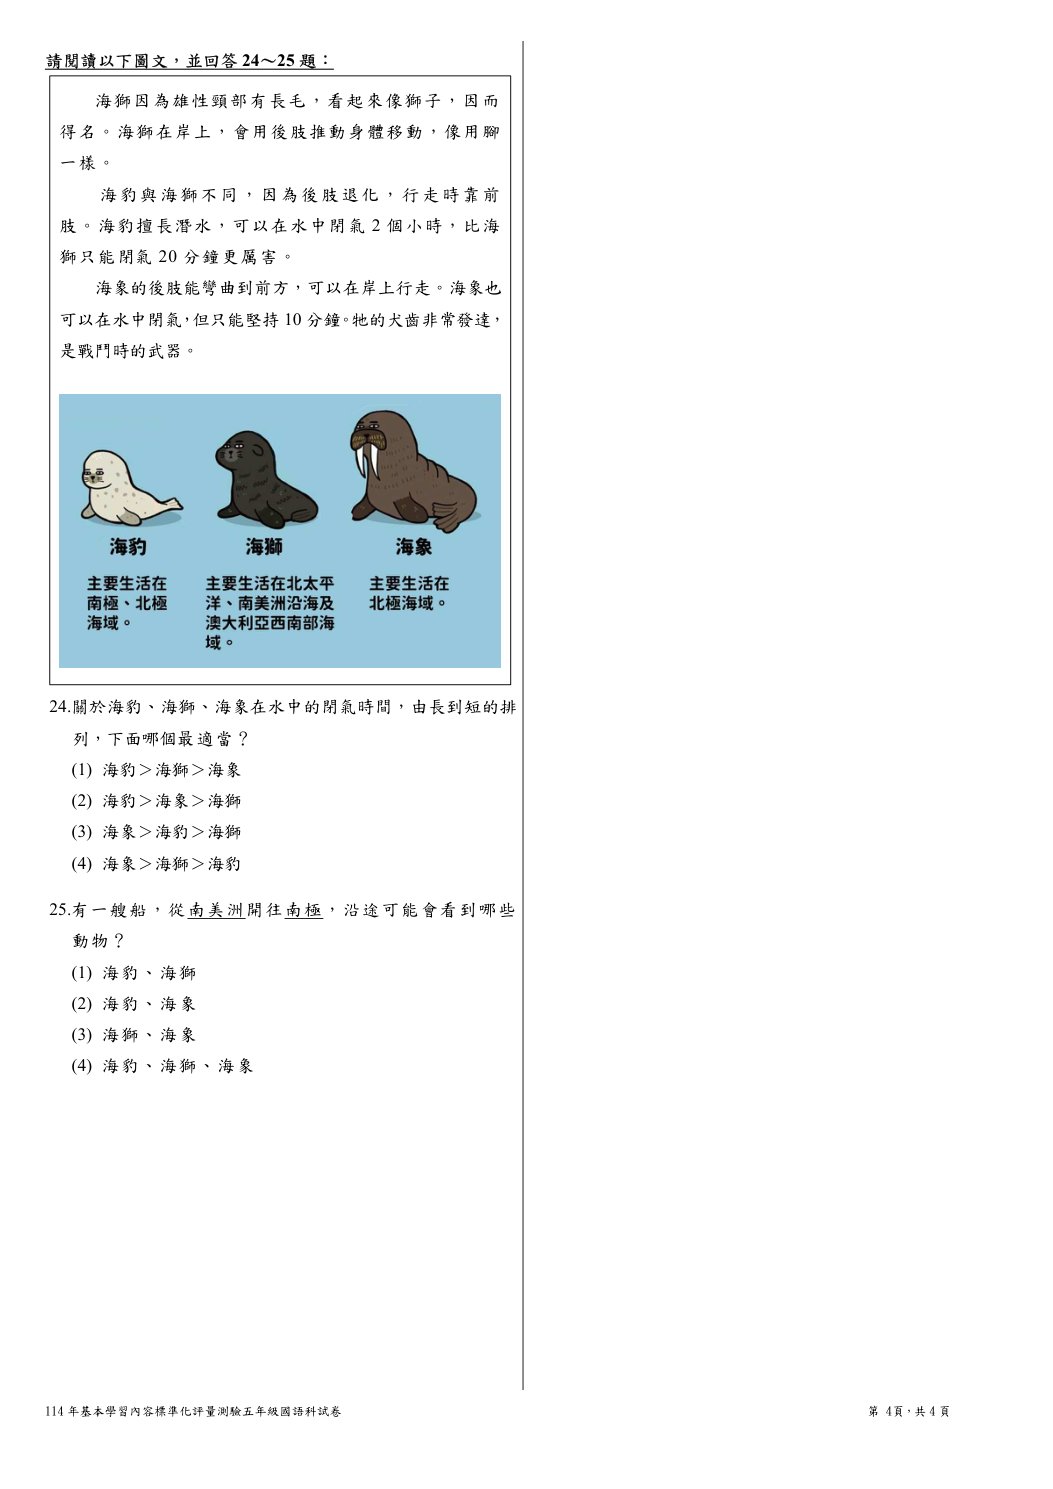 請閱讀以下圖文，並回答 24～25 題：
海獅因為雄性頸部有長毛，看起來像獅子，因而
得名。海獅在岸上，會用後肢推動身體移動，像用腳
一樣。
海豹與海獅不同，因為後肢退化，行走時靠前
肢。海豹擅長潛水，可以在水中閉氣 2 個小時，比海
獅只能閉氣 20 分鐘更厲害。
海象的後肢能彎曲到前方，可以在岸上行走。海象也
可以在水中閉氣，但只能堅持 10 分鐘。牠的犬齒非常發達，
是戰鬥時的武器。
海豹
主要生活在
南極、北極
海域。
海獅
主要生活在北太平
洋、南美洲沿海及
澳大利亞西南部海
域。
海象
主要生活在
北極海域。
24.關於海豹、海獅、海象在水中的閉氣時間，由長到短的排
列，下面哪個最適當？
(1) 海豹＞海獅＞海象
(2) 海豹＞海象＞海獅
(3) 海象＞海豹＞海獅
(4) 海象＞海獅＞海豹
25.有一艘船，從南美洲開往南極，沿途可能會看到哪些
動物？
(1) 海豹、海獅
(2) 海豹、海象
(3) 海獅、海象
(4) 海豹、海獅、海象
114 年基本學習內容標準化評量測驗五年級國語科試卷
第 4頁，共 4 頁